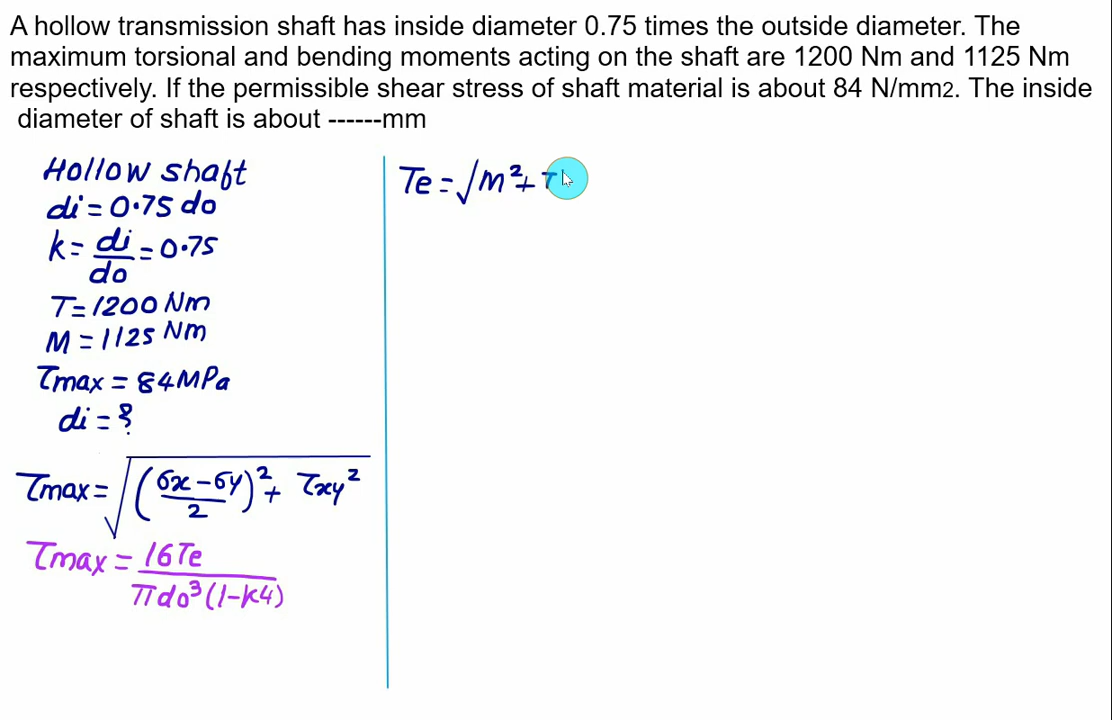 A hollow transmission shaft has inside diameter 0.75 times the outside diameter. The
maximum torsional and bending moments acting on the shaft are 1200 Nm and 1125 Nm
respectively. If the permissible shear stress of shaft material is about 84 N/mm2. The inside
diameter of shaft is about ------mm
Hollow shaft
di = 0.75 do
k = di/do = 0.75
T = 1200 Nm
M = 1125 Nm
τmax = 84 MPa
di = ?
τmax = √((σx - σy)/2)² + τxy²
τmax = 16Te/πdo³(1-k4)
Te = √M² + T